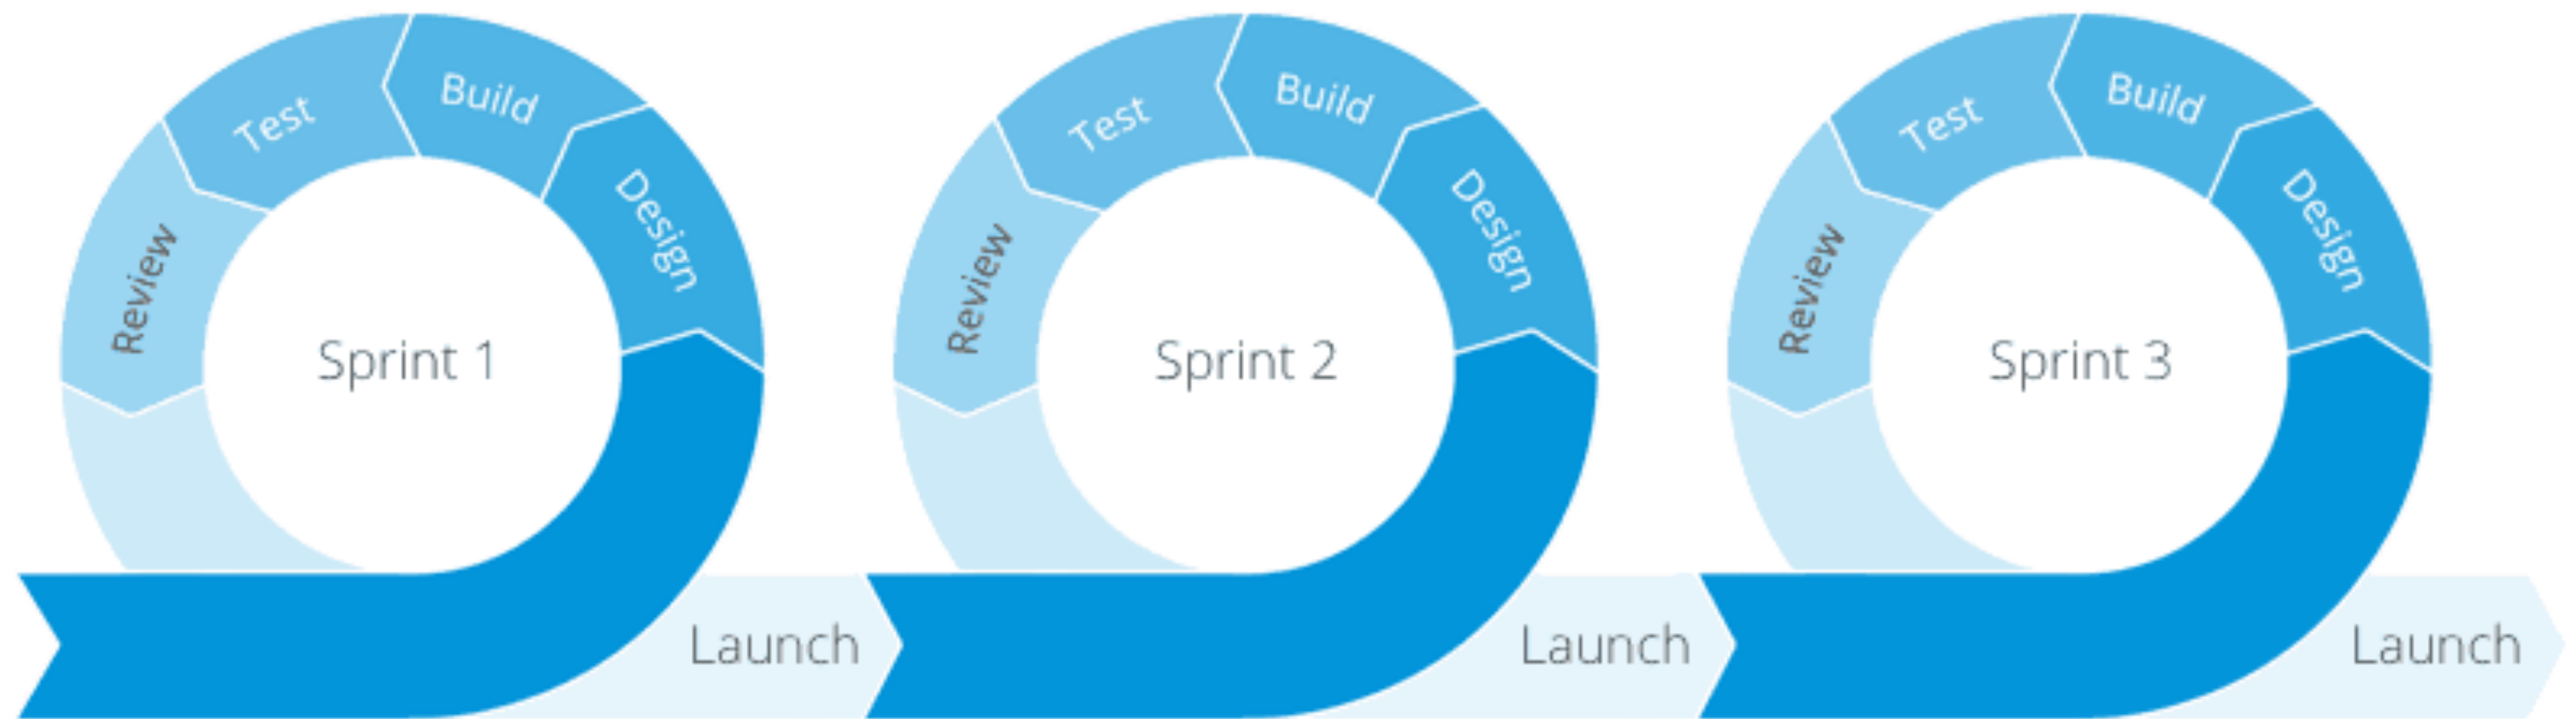 Design
Build
Test
Review
Sprint 1
Launch
Design
Build
Test
Review
Sprint 2
Launch
Design
Build
Test
Review
Sprint 3
Launch